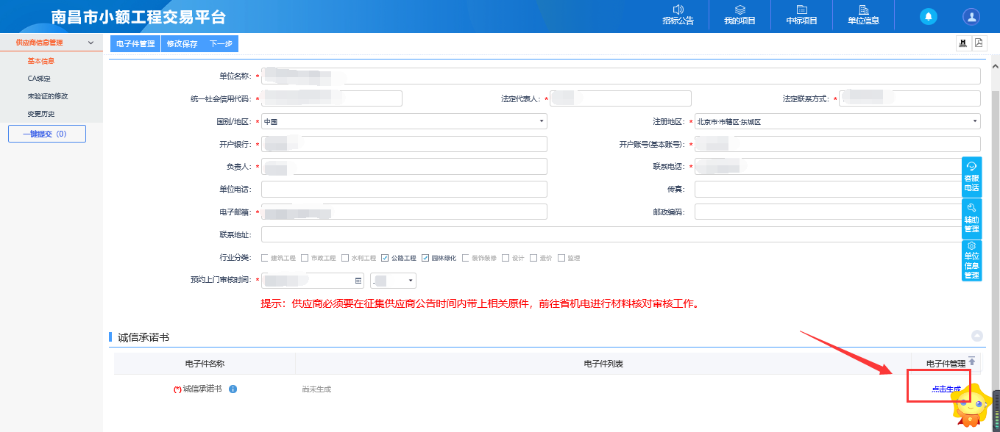 南昌市小额工程交易平台
招标公告 我的项目 中标项目 单位信息
供应商信息管理
基本信息
CA绑定
未验证的修改
变更历史
一键提交（0）
电子件管理 修改保存 下一步
单位名称: *
统一社会信用代码: * 法定代表人: * 法定联系方式: *
国别/地区: * 中国 注册地区: * 北京市·市辖区·东城区
开户银行: * 开户账号(基本账号): *
负责人: * 联系电话: *
单位电话: 传真:
电子邮箱: * 邮政编码:
联系地址:
行业分类: 建筑工程 市政工程 水利工程 公路工程 园林绿化 装饰装修 设计 造价 监理
预约上门审核时间: *
提示：供应商必须要在征集供应商公告时间内带上相关原件，前往省机电进行材料核对审核工作。
客服
电话
辅助
管理
单位
信息
管理
诚信承诺书
电子件名称 电子件列表 电子件管理
(*)诚信承诺书 尚未生成 点击生成